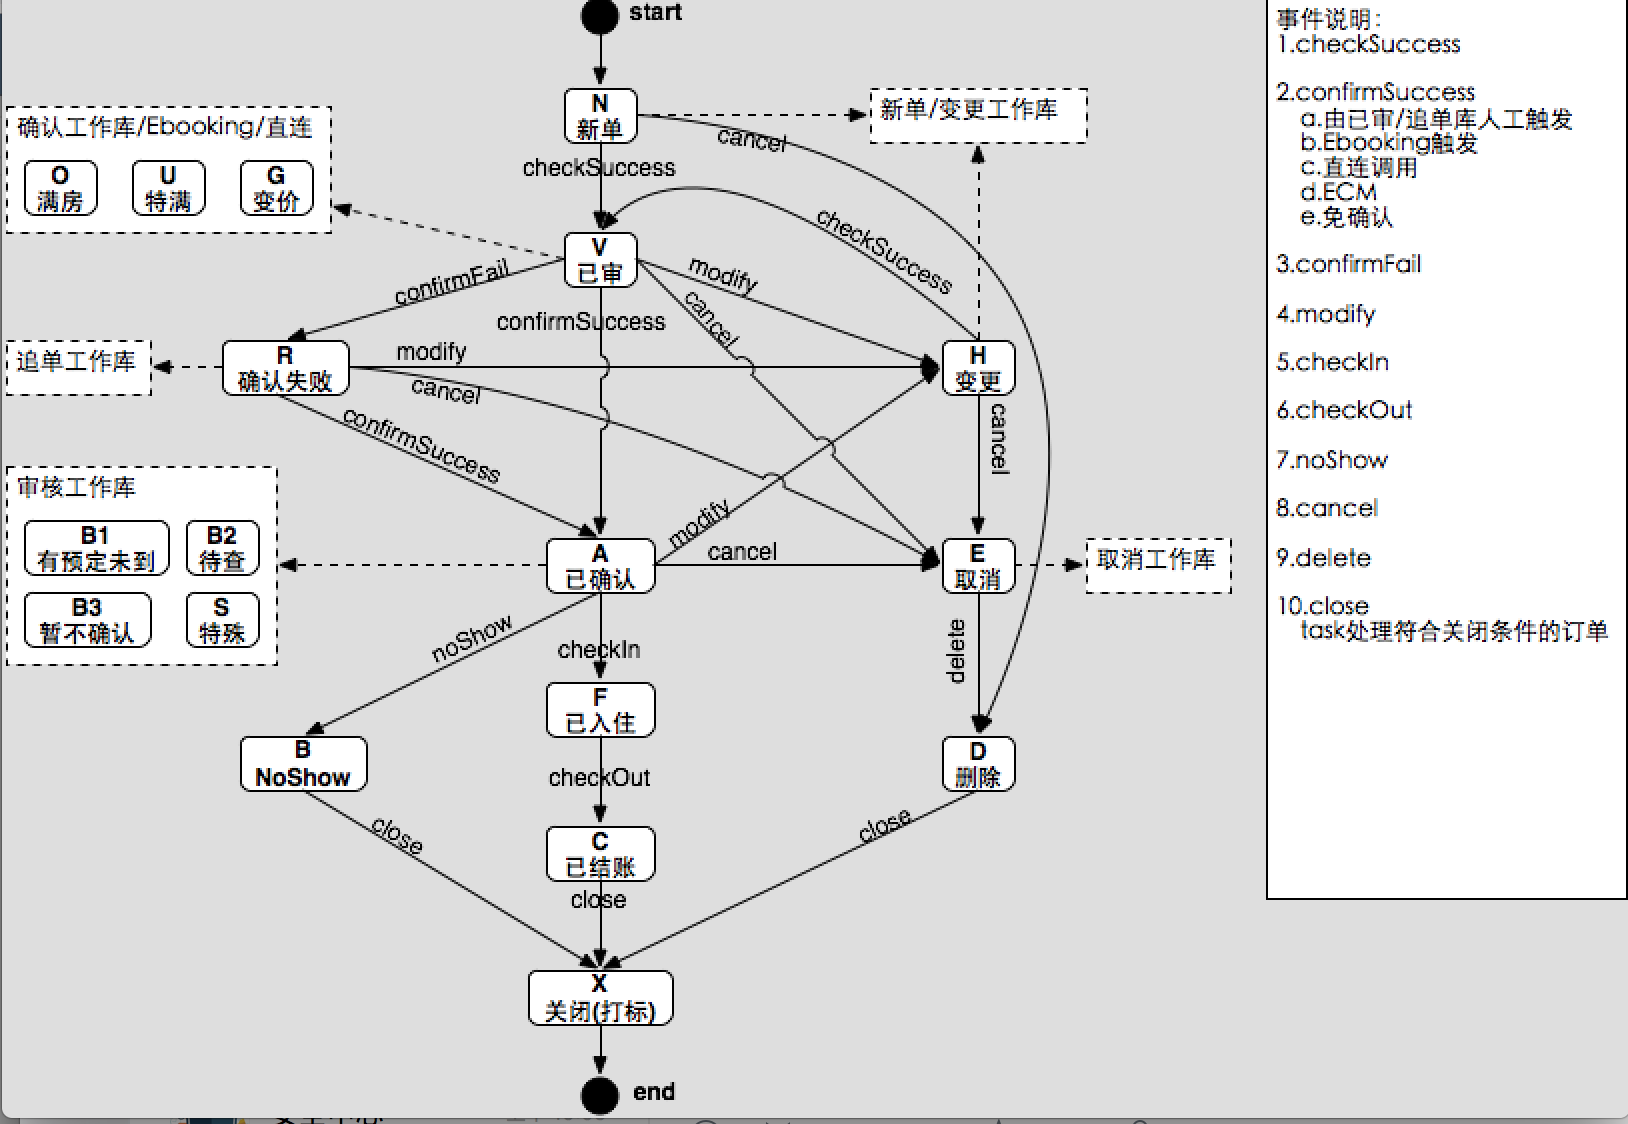 start
N
新单
新单/变更工作库
cancel
checkSuccess
确认工作库/Ebooking/直连
O
满房
U
特满
G
变价
checkSuccess
V
已审
confirmFail
modify
cancel
confirmSuccess
追单工作库
R
确认失败
modify
cancel
H
变更
confirmSuccess
cancel
审核工作库
B1
有预定未到
B2
待查
B3
暂不确认
S
特殊
modify
A
已确认
cancel
E
取消
取消工作库
noShow
checkIn
delete
F
已入住
B
NoShow
checkOut
D
删除
close
C
已结账
close
close
X
关闭(打标)
end
事件说明:
1.checkSuccess
2.confirmSuccess
a.由已审/追单库人工触发
b.Ebooking触发
c.直连调用
d.ECM
e.免确认
3.confirmFail
4.modify
5.checkIn
6.checkOut
7.noShow
8.cancel
9.delete
10.close
task处理符合关闭条件的订单